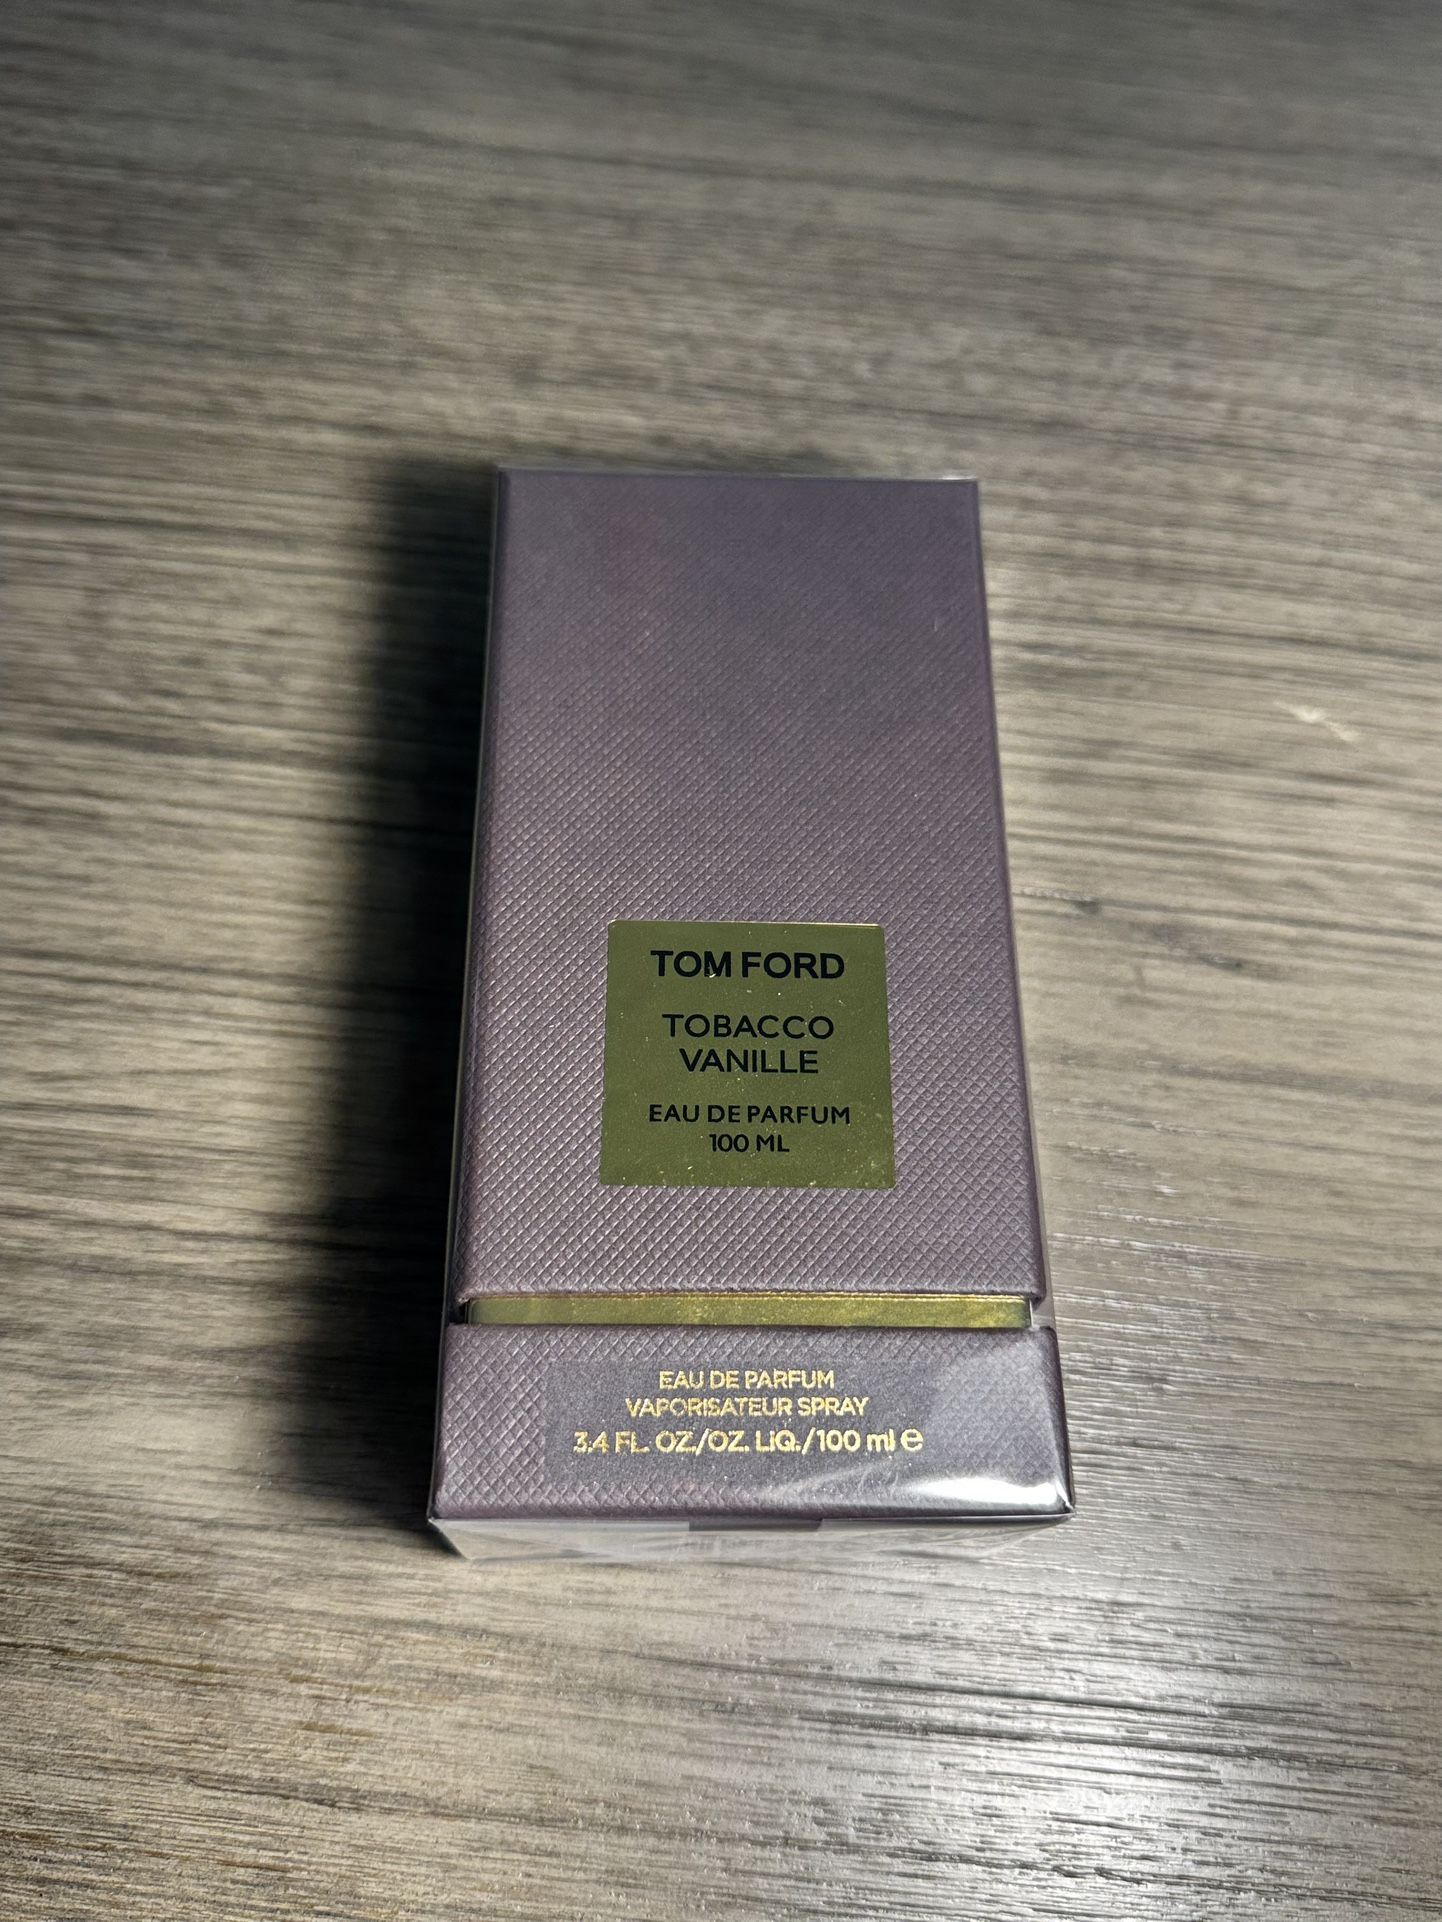 TOM FORD
TOBACCO
VANILLE
EAU DE PARFUM
100 ML
EAU DE PARFUM
VAPORISATEUR SPRAY
3.4 FL. OZ./OZ. LIQ./100 ml ℮